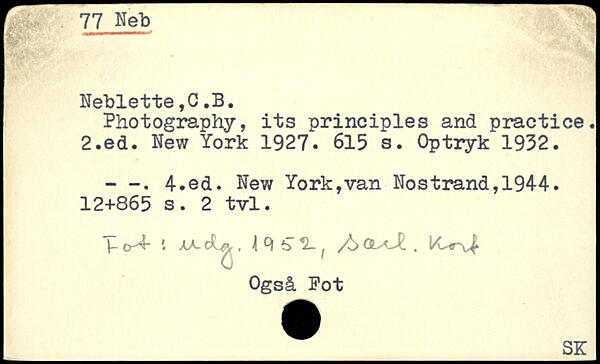 77 Neb
Neblette,C.B.
Photography, its principles and practice.
2.ed. New York 1927. 615 s. Optryk 1932.
- -. 4.ed. New York,van Nostrand,1944.
12+865 s. 2 tvl.
Fot: udg. 1952, særl. Kort
Også Fot
SK